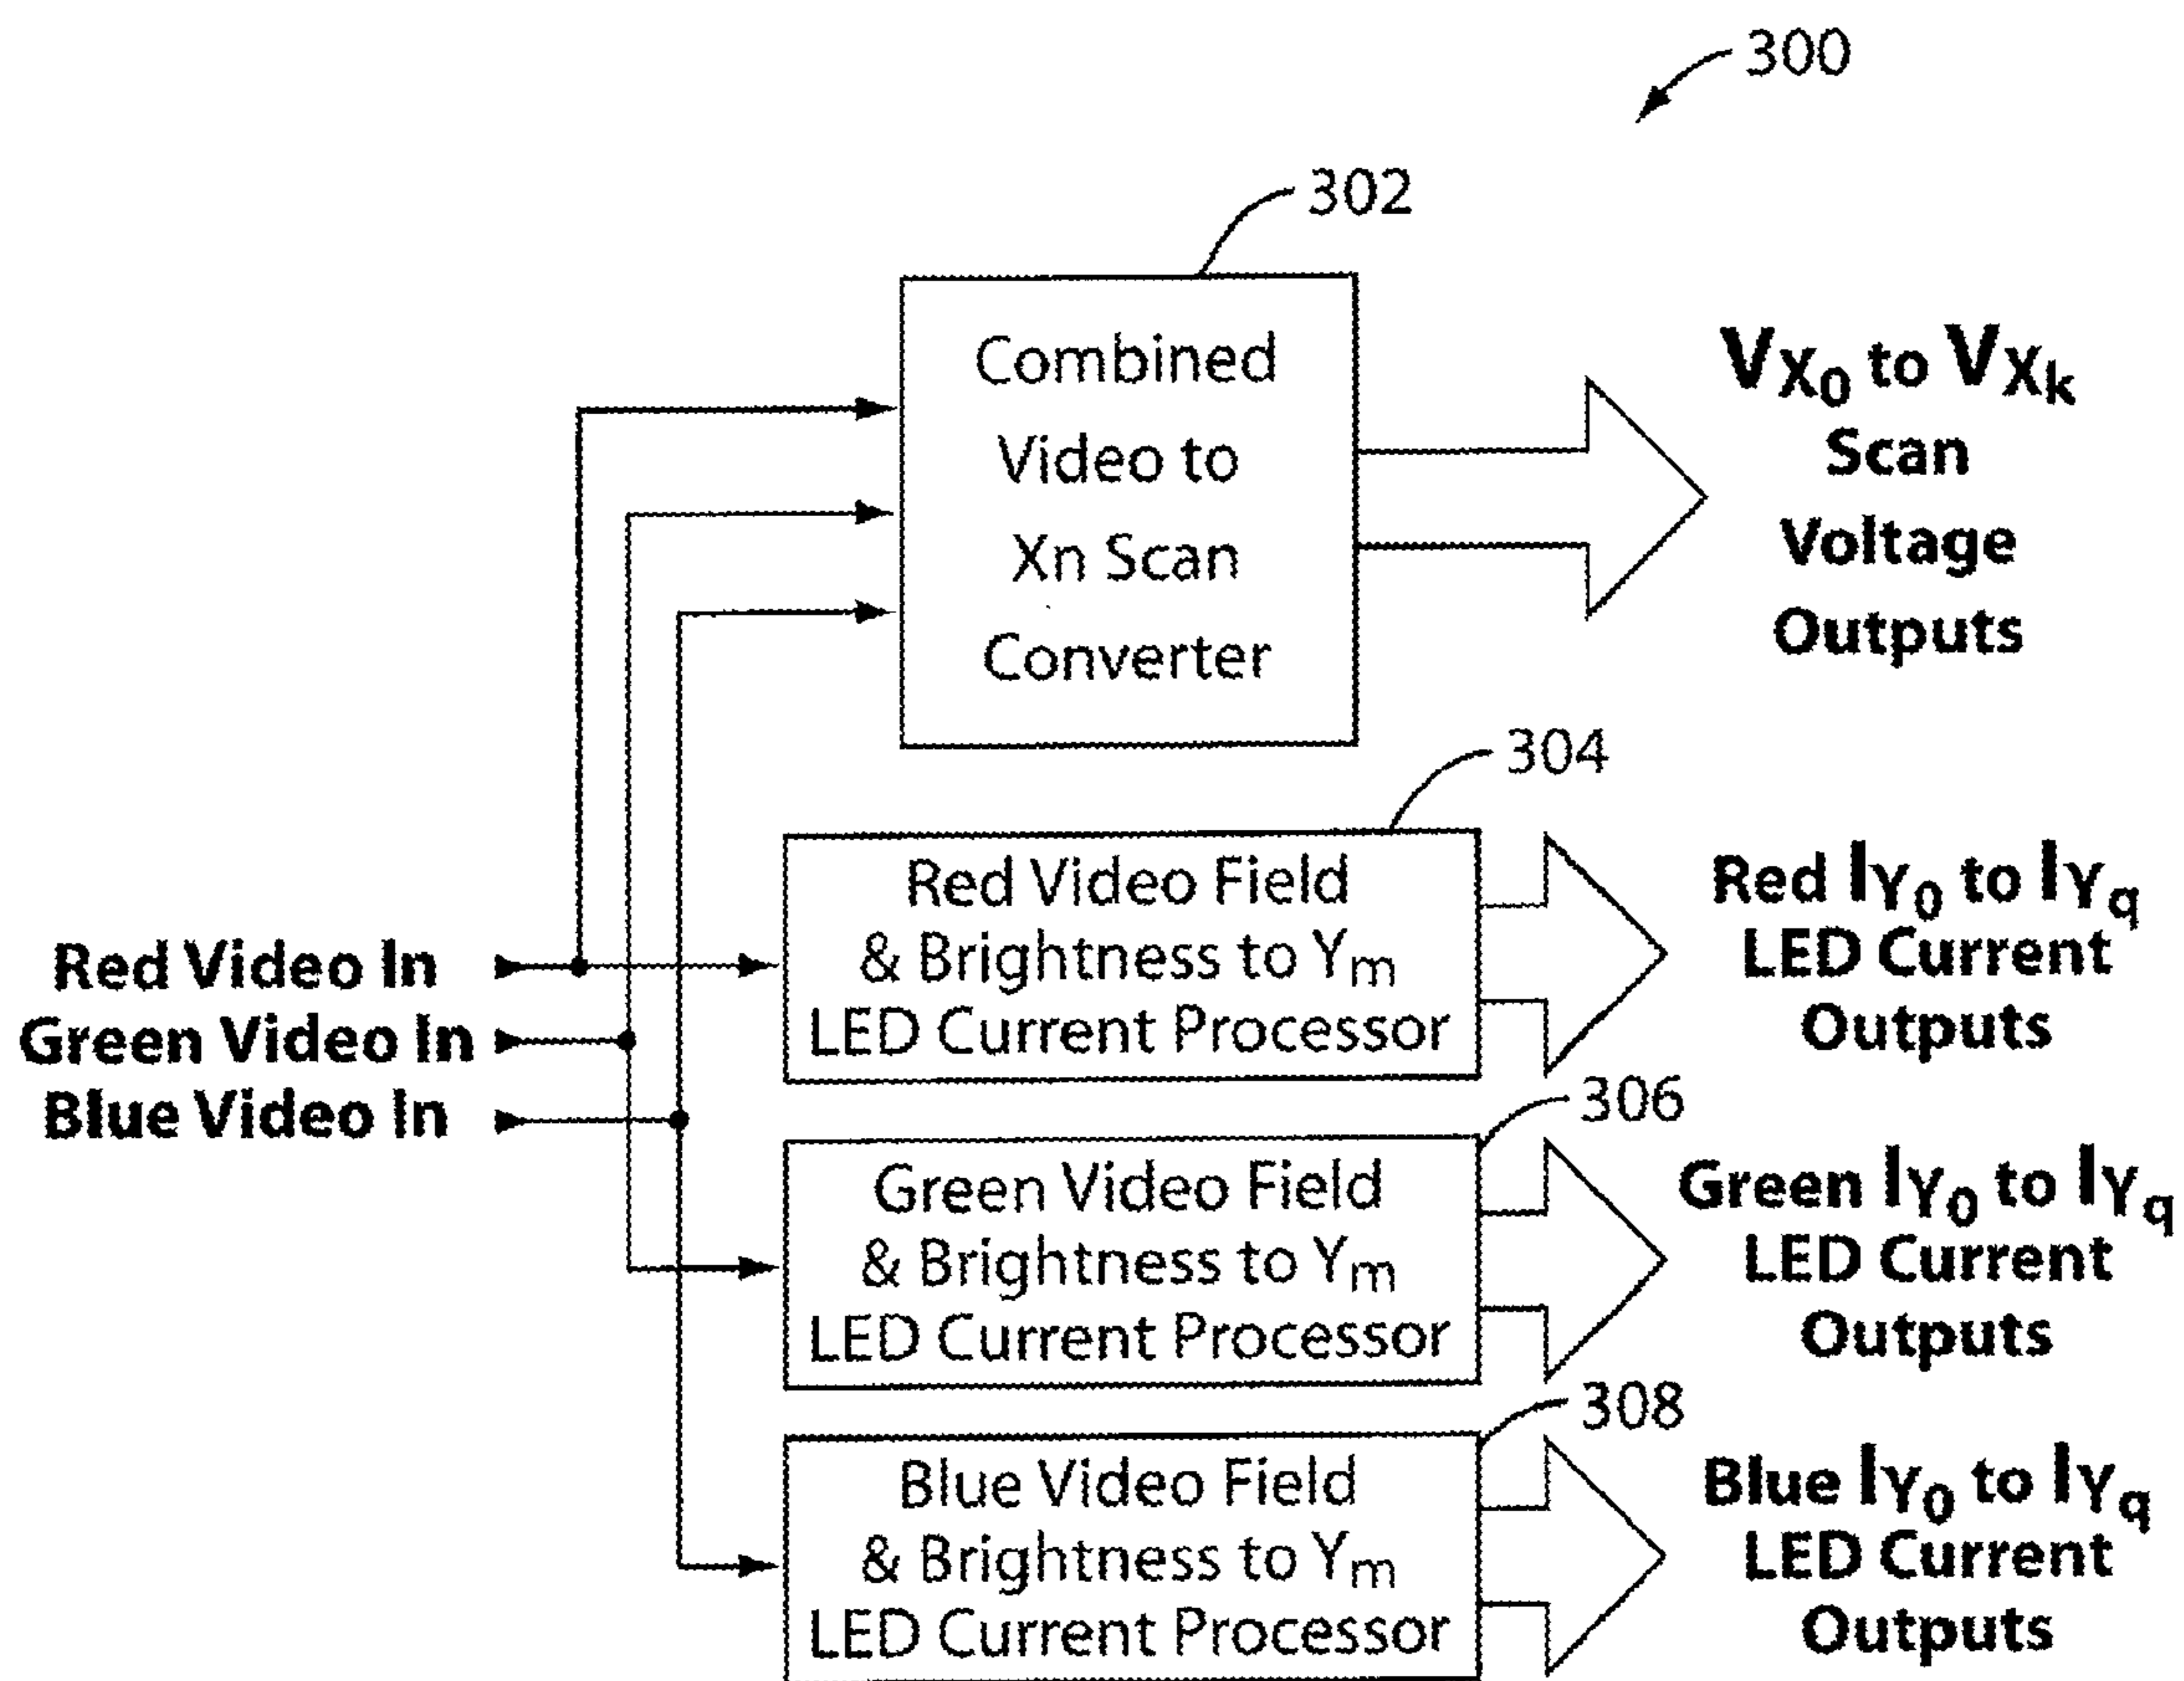 300
302
Combined
Video to
Xn Scan
Converter
VX0 to VXk
Scan
Voltage
Outputs
304
Red Video Field
& Brightness to Ym
LED Current Processor
Red IY0 to IYq
LED Current
Outputs
Red Video In
Green Video In
Blue Video In
306
Green Video Field
& Brightness to Ym
LED Current Processor
Green IY0 to IYq
LED Current
Outputs
308
Blue Video Field
& Brightness to Ym
LED Current Processor
Blue IY0 to IYq
LED Current
Outputs